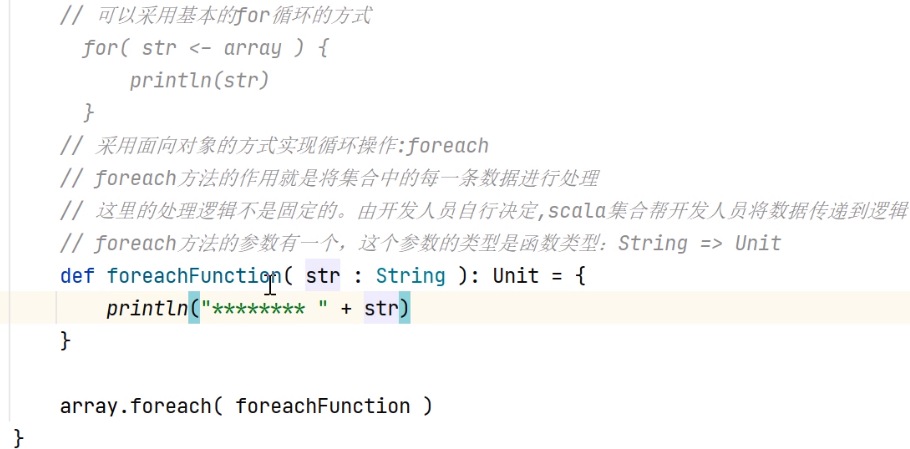 // 可以采用基本的for循环的方式
for( str <- array ) {
println(str)
}
// 采用面向对象的方式实现循环操作:foreach
// foreach方法的作用就是将集合中的每一条数据进行处理
// 这里的处理逻辑不是固定的。由开发人员自行决定,scala集合帮开发人员将数据传递到逻辑
// foreach方法的参数有一个，这个参数的类型是函数类型：String => Unit
def foreachFunction( str : String ): Unit = {
println("******** " + str)
}
array.foreach( foreachFunction )
}